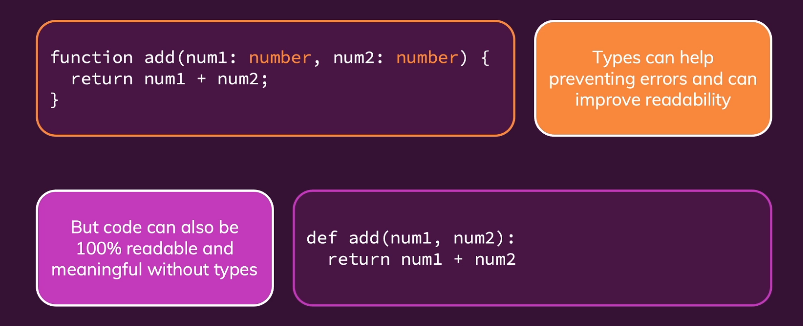 function add(num1: number, num2: number) {
  return num1 + num2;
}
Types can help
preventing errors and can
improve readability
But code can also be
100% readable and
meaningful without types
def add(num1, num2):
  return num1 + num2